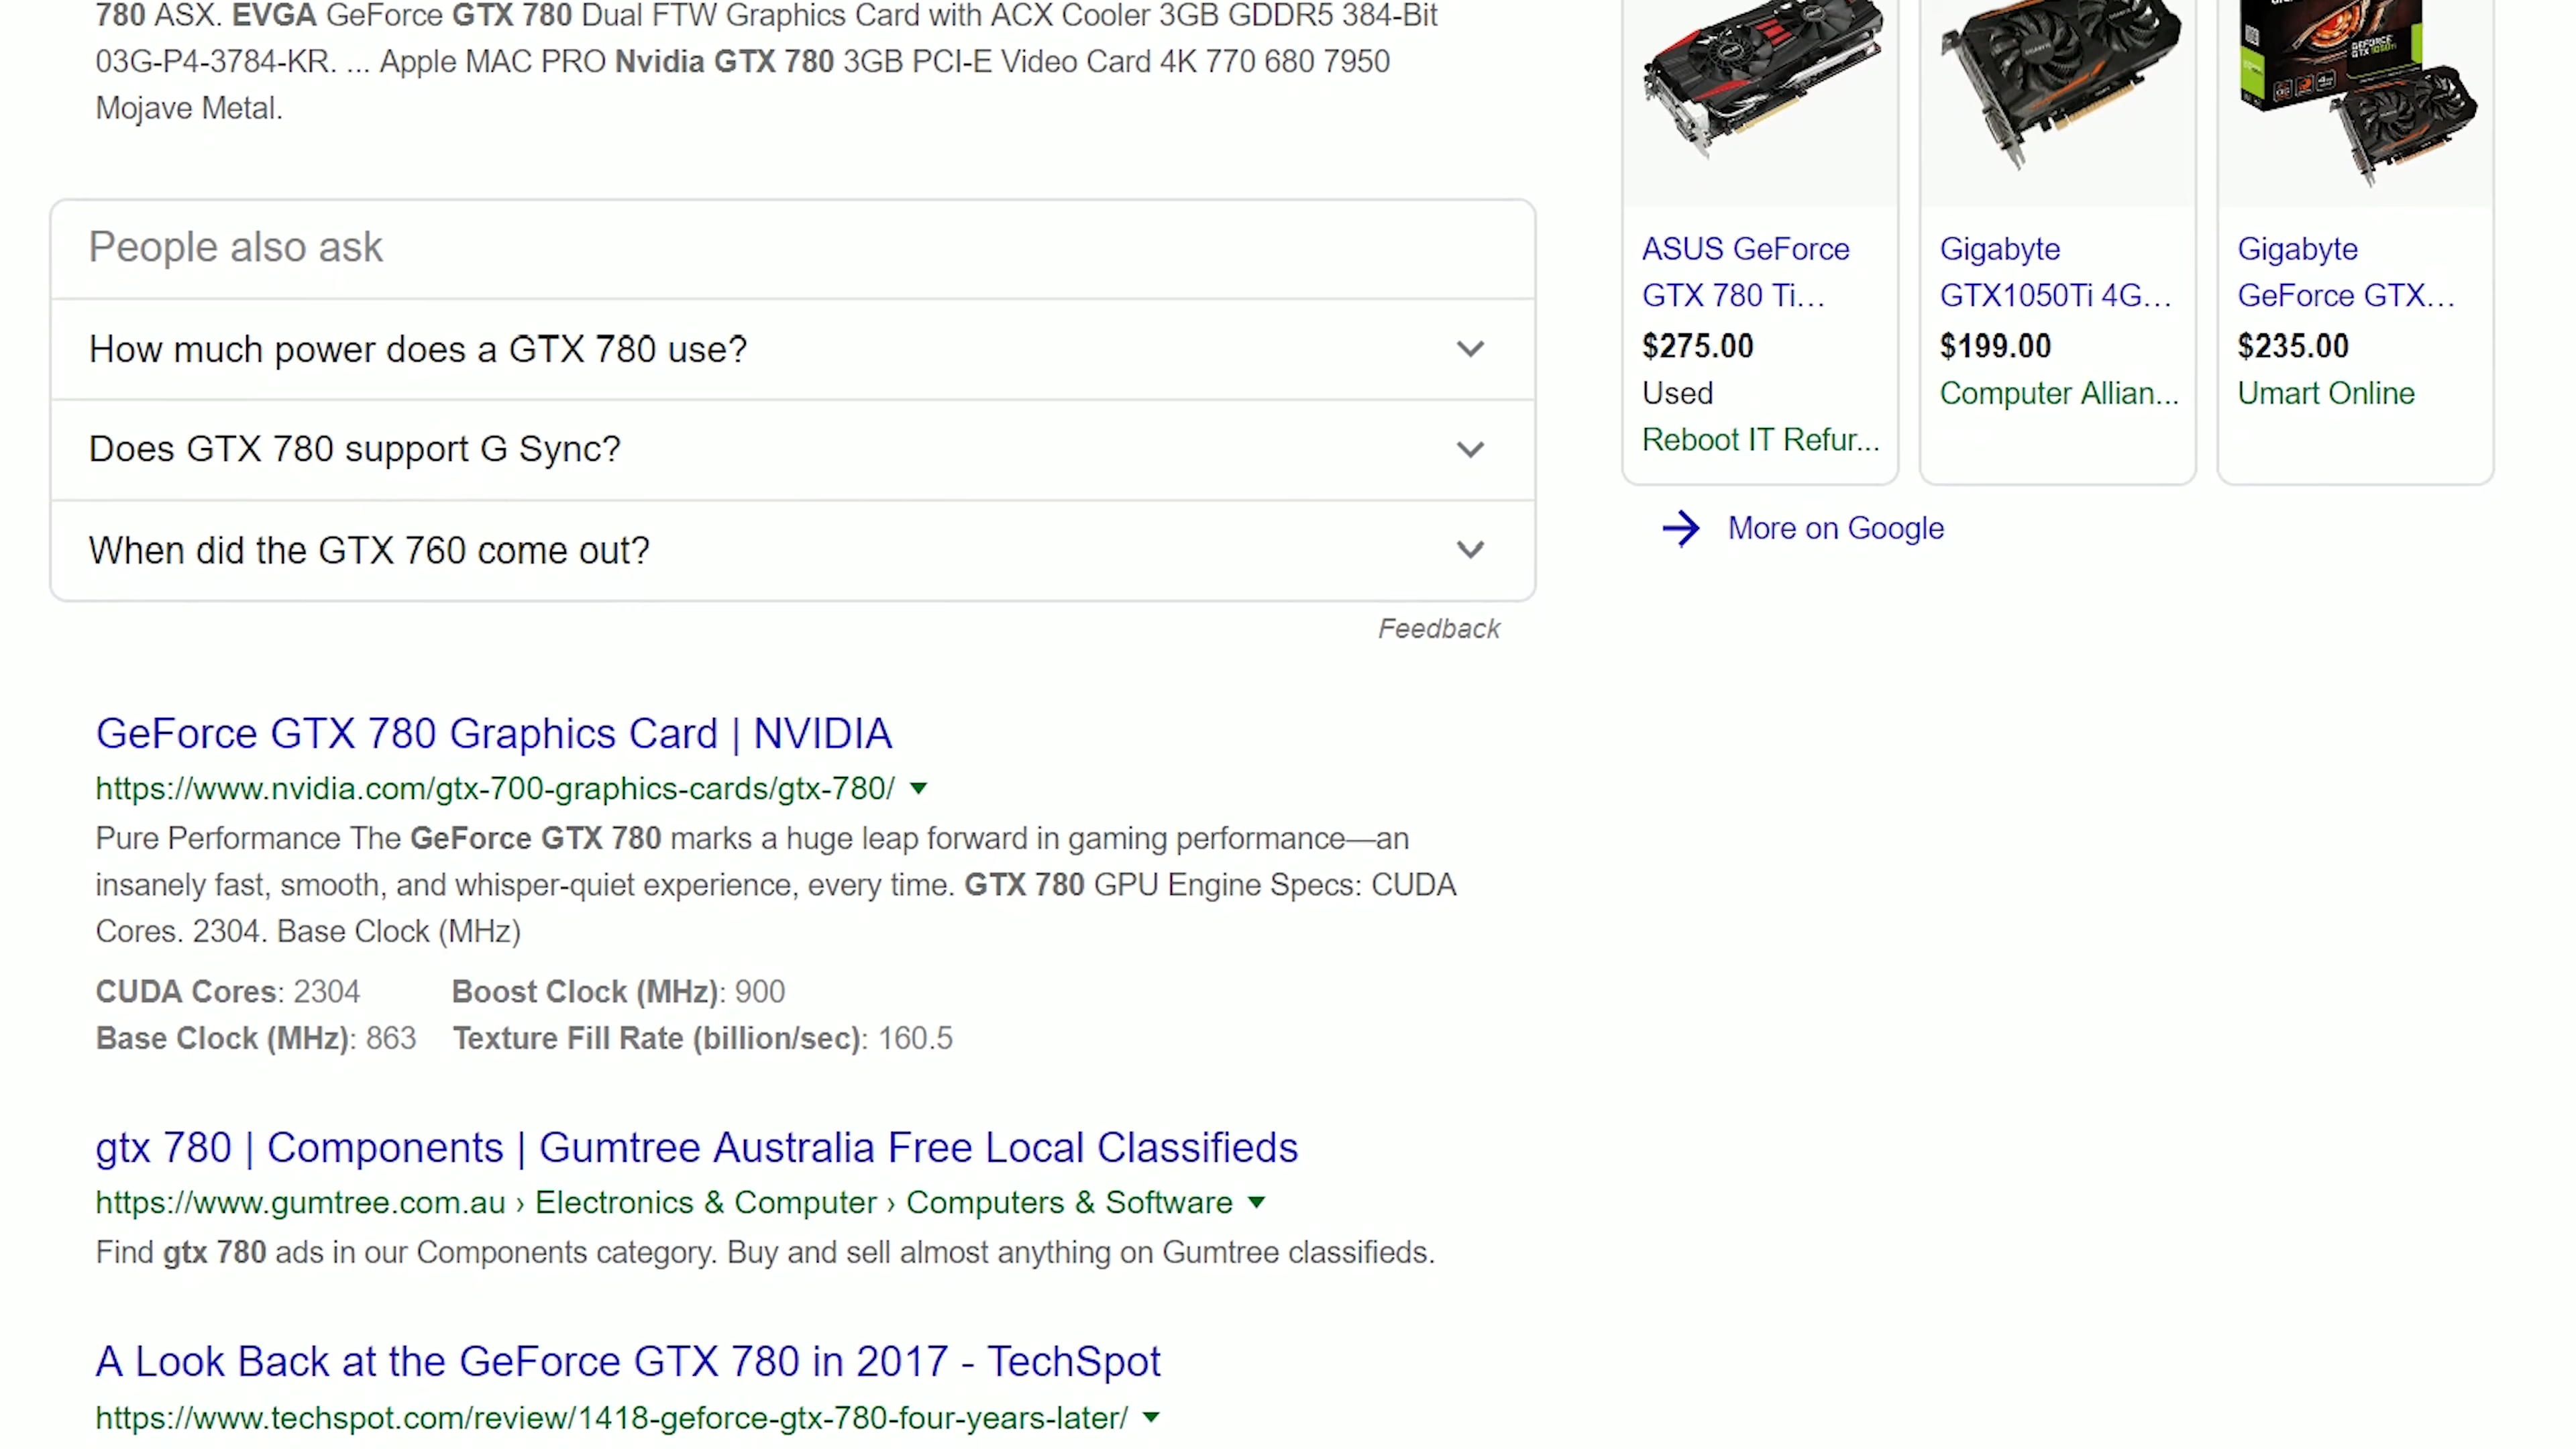 780 ASX. EVGA GeForce GTX 780 Dual FTW Graphics Card with ACX Cooler 3GB GDDR5 384-Bit
03G-P4-3784-KR. ... Apple MAC PRO Nvidia GTX 780 3GB PCI-E Video Card 4K 770 680 7950
Mojave Metal.
People also ask
How much power does a GTX 780 use?
Does GTX 780 support G Sync?
When did the GTX 760 come out?
Feedback
GeForce GTX 780 Graphics Card | NVIDIA
https://www.nvidia.com/gtx-700-graphics-cards/gtx-780/
Pure Performance The GeForce GTX 780 marks a huge leap forward in gaming performance—an
insanely fast, smooth, and whisper-quiet experience, every time. GTX 780 GPU Engine Specs: CUDA
Cores. 2304. Base Clock (MHz)
CUDA Cores: 2304 Boost Clock (MHz): 900
Base Clock (MHz): 863 Texture Fill Rate (billion/sec): 160.5
gtx 780 | Components | Gumtree Australia Free Local Classifieds
https://www.gumtree.com.au › Electronics & Computer › Computers & Software
Find gtx 780 ads in our Components category. Buy and sell almost anything on Gumtree classifieds.
A Look Back at the GeForce GTX 780 in 2017 - TechSpot
https://www.techspot.com/review/1418-geforce-gtx-780-four-years-later/
ASUS GeForce
GTX 780 Ti...
$275.00
Used
Reboot IT Refur...
Gigabyte
GTX1050Ti 4G...
$199.00
Computer Allian...
GEFORCE
GTX 1050Ti
Gigabyte
GeForce GTX...
$235.00
Umart Online
More on Google